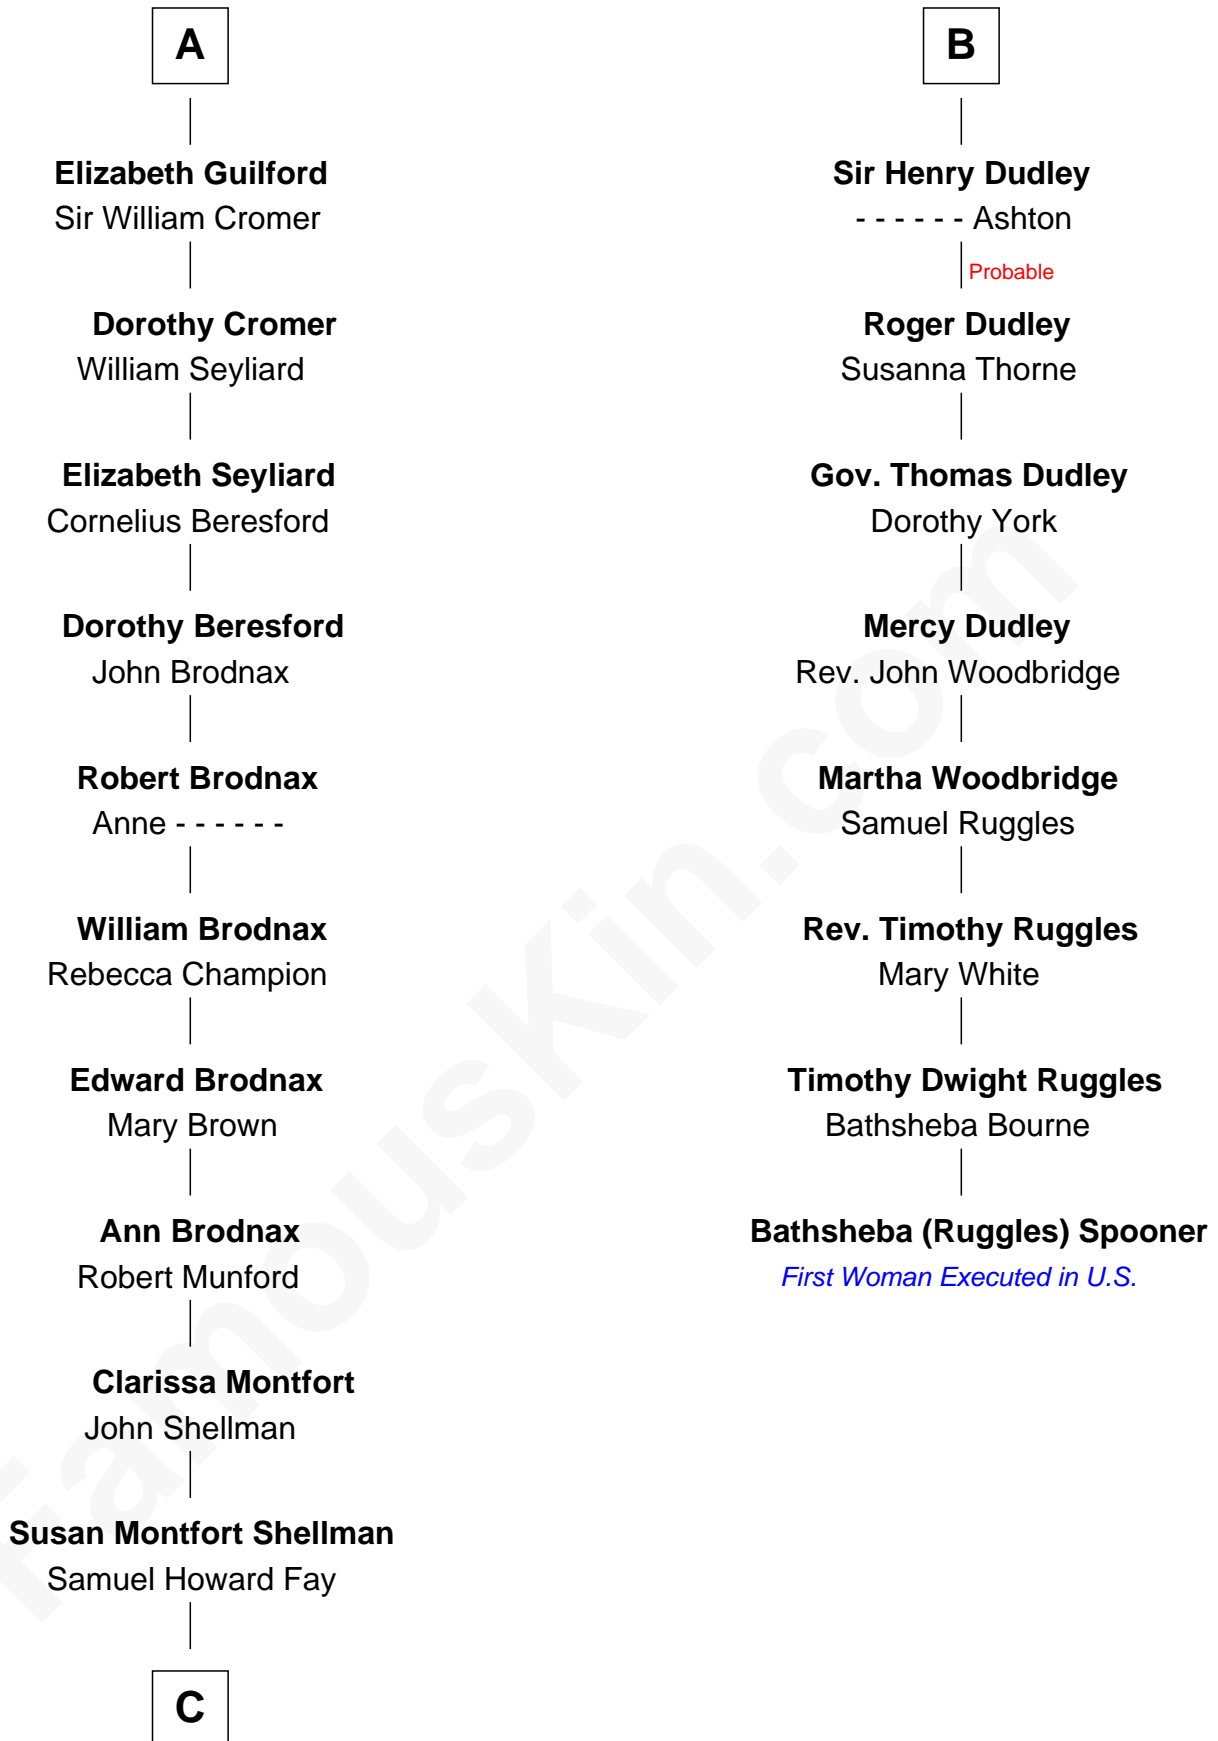 A
Elizabeth Guilford
Sir William Cromer
Dorothy Cromer
William Seyliard
Elizabeth Seyliard
Cornelius Beresford
Dorothy Beresford
John Brodnax
Robert Brodnax
Anne - - - - - -
William Brodnax
Rebecca Champion
Edward Brodnax
Mary Brown
Ann Brodnax
Robert Munford
Clarissa Montfort
John Shellman
Susan Montfort Shellman
Samuel Howard Fay
C
B
Sir Henry Dudley
- - - - - - Ashton
Probable
Roger Dudley
Susanna Thorne
Gov. Thomas Dudley
Dorothy York
Mercy Dudley
Rev. John Woodbridge
Martha Woodbridge
Samuel Ruggles
Rev. Timothy Ruggles
Mary White
Timothy Dwight Ruggles
Bathsheba Bourne
Bathsheba (Ruggles) Spooner
First Woman Executed in U.S.
FamousKin.com